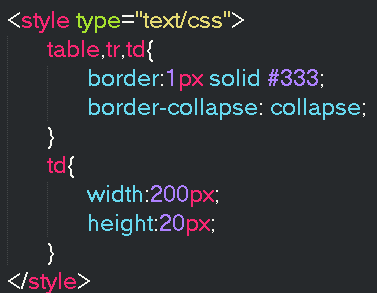 <style type="text/css">
table,tr,td{
border:1px solid #333;
border-collapse: collapse;
}
td{
width:200px;
height:20px;
}
</style>